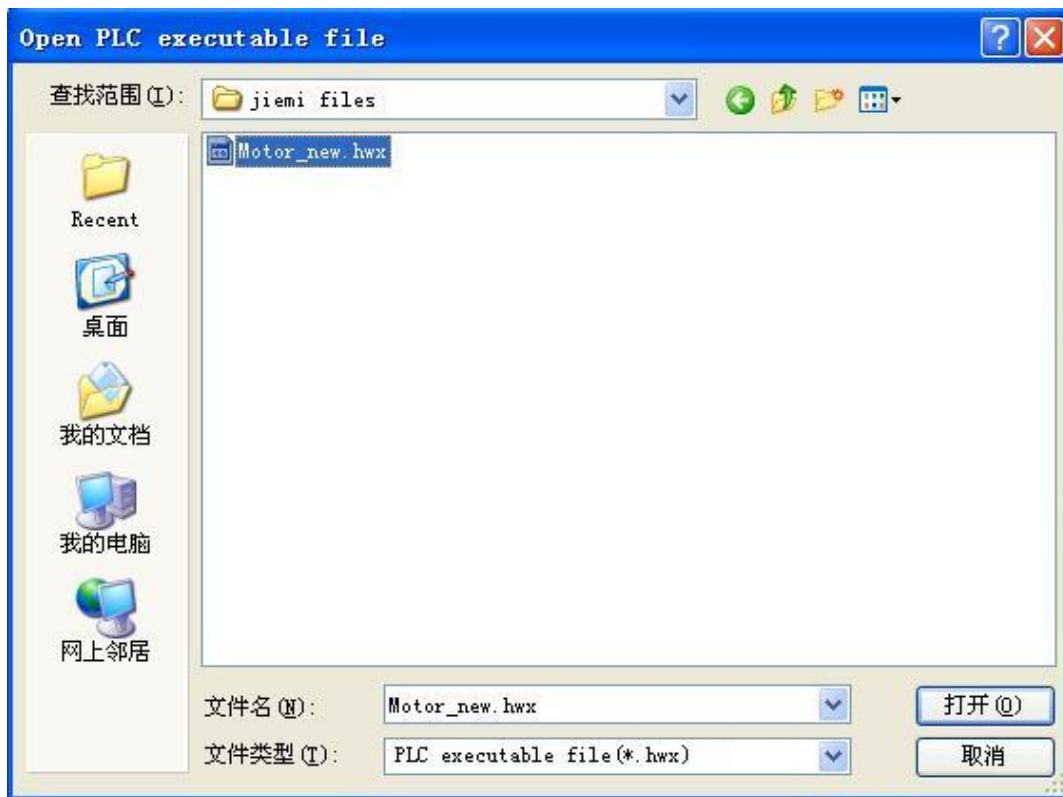 Open PLC executable file
查找范围(I):
jiemi files
Motor_new.hwx
Recent
桌面
我的文档
我的电脑
网上邻居
文件名(N):
Motor_new.hwx
打开(O)
文件类型(T):
PLC executable file(*.hwx)
取消